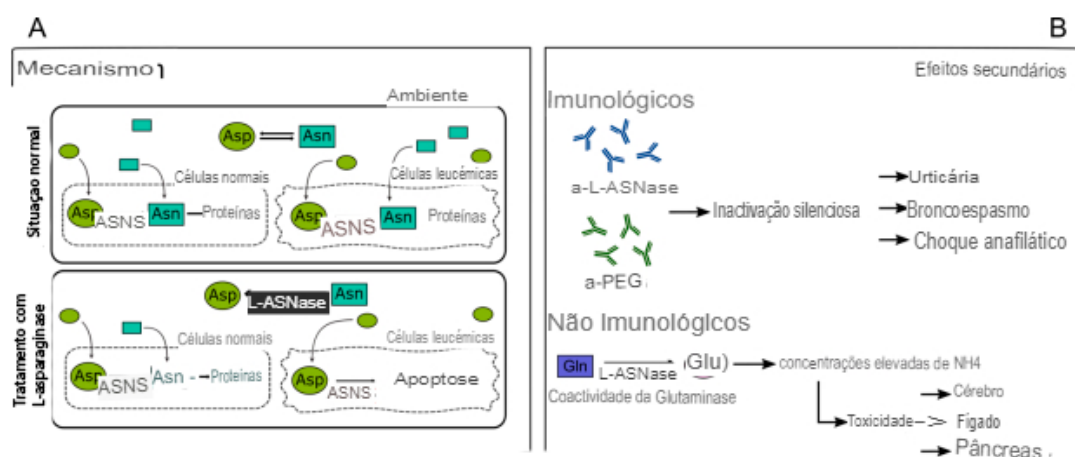 A
B
Mecanismo1
Ambiente
Situação normal
Asp
Asn
Células normais
Células leucémicas
Asp
ASNS
Asn
Proteínas
Asp
ASNS
Asn
Proteínas
Tratamento com
L-asparaginase
Asp
L-ASNase
Asn
Células normais
Células leucémicas
Asp
ASNS
Asn
Proteínas
Asp
ASNS
Apoptose
Efeitos secundários
Imunológicos
a-L-ASNase
Inactivação silenciosa
Urticária
Broncoespasmo
Choque anafilático
a-PEG
Não Imunológicos
Gln
L-ASNase
(Glu)
concentrações elevadas de NH4
Coactividade da Glutaminase
Cérebro
Toxicidade
Fígado
Pâncreas